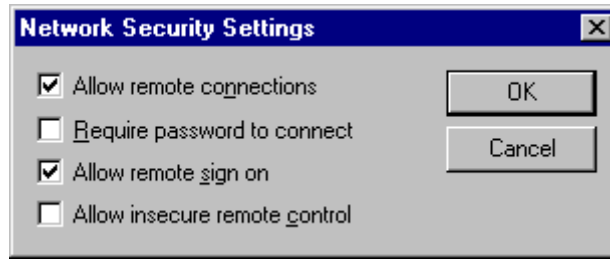 Network Security Settings
Allow remote connections
OK
Require password to connect
Cancel
Allow remote sign on
Allow insecure remote control